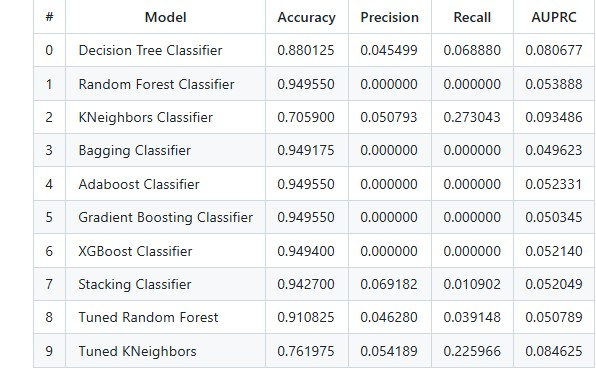 # Model Accuracy Precision Recall AUPRC
0 Decision Tree Classifier 0.880125 0.045499 0.068880 0.080677
1 Random Forest Classifier 0.949550 0.000000 0.000000 0.053888
2 KNeighbors Classifier 0.705900 0.050793 0.273043 0.093486
3 Bagging Classifier 0.949175 0.000000 0.000000 0.049623
4 Adaboost Classifier 0.949550 0.000000 0.000000 0.052331
5 Gradient Boosting Classifier 0.949550 0.000000 0.000000 0.050345
6 XGBoost Classifier 0.949400 0.000000 0.000000 0.052140
7 Stacking Classifier 0.942700 0.069182 0.010902 0.052049
8 Tuned Random Forest 0.910825 0.046280 0.039148 0.050789
9 Tuned KNeighbors 0.761975 0.054189 0.225966 0.084625